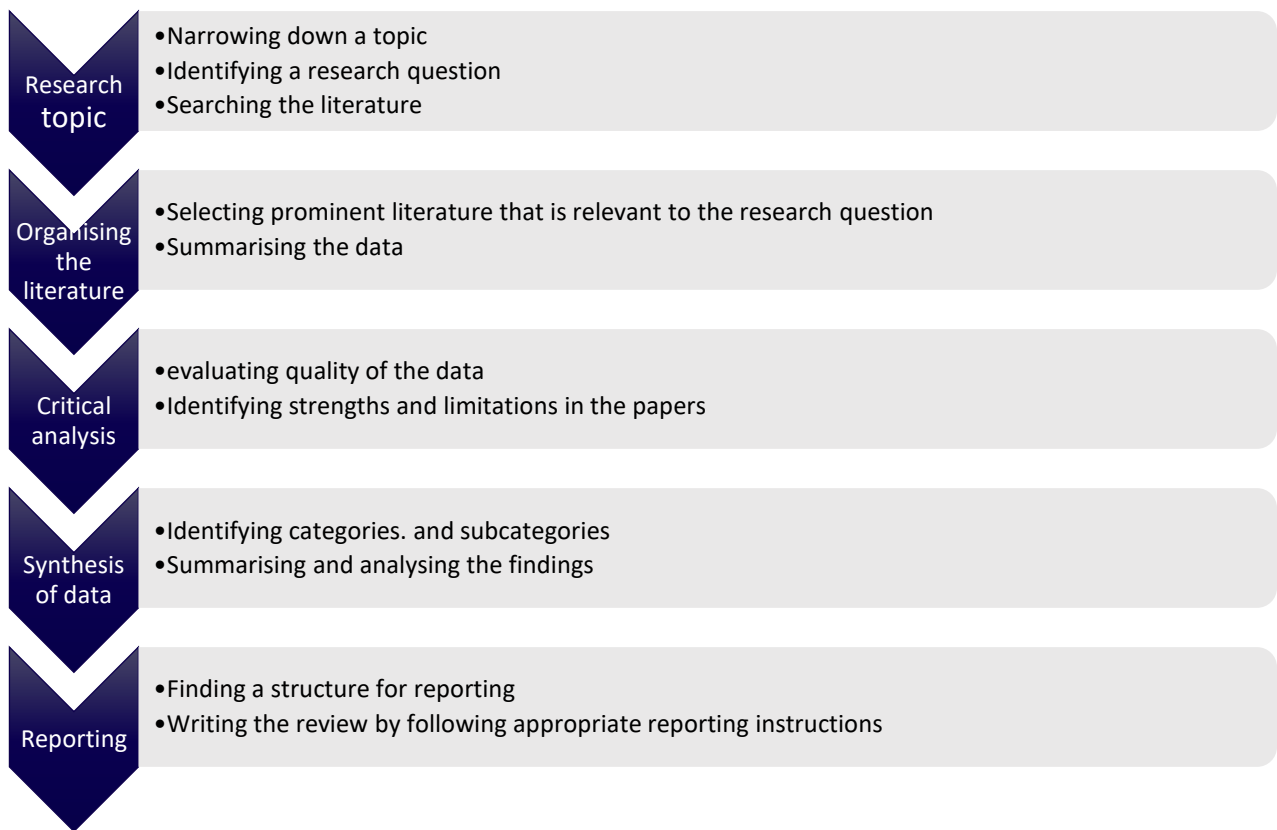 Research
topic
•Narrowing down a topic
•Identifying a research question
•Searching the literature
Organising
the
literature
•Selecting prominent literature that is relevant to the research question
•Summarising the data
Critical
analysis
•evaluating quality of the data
•Identifying strengths and limitations in the papers
Synthesis
of data
•Identifying categories. and subcategories
•Summarising and analysing the findings
Reporting
•Finding a structure for reporting
•Writing the review by following appropriate reporting instructions